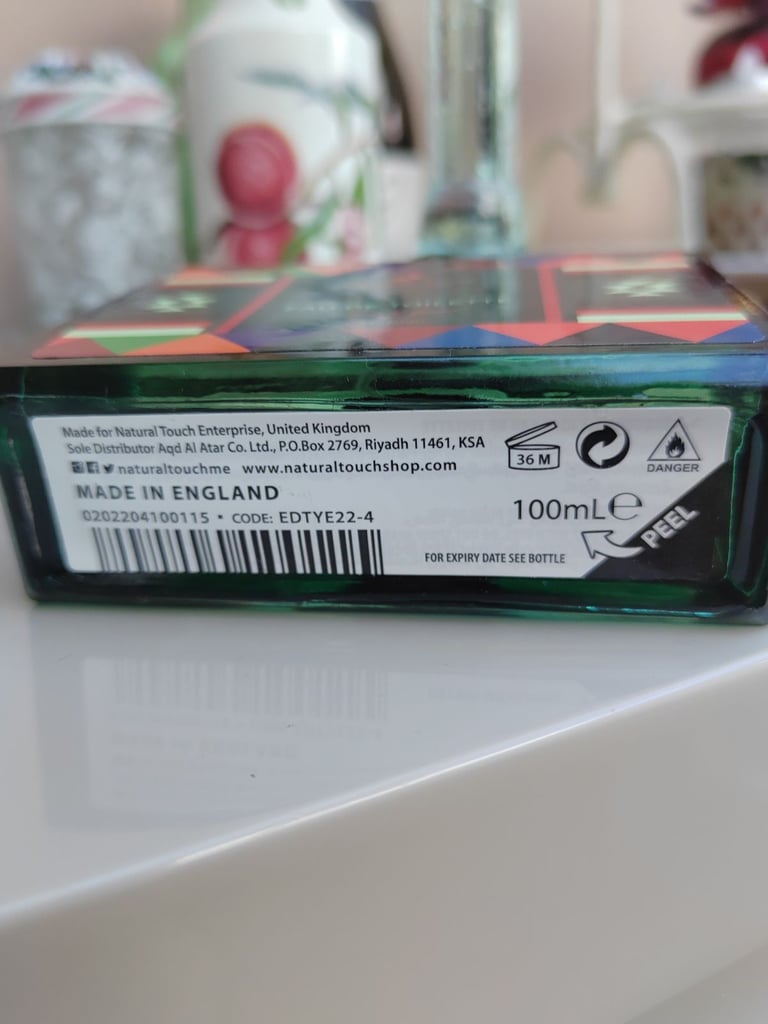 Made for Natural Touch Enterprise, United Kingdom
Sole Distributor Aqd Al Atar Co. Ltd., P.O.Box 2769, Riyadh 11461, KSA
naturaltouchme www.naturaltouchshop.com
MADE IN ENGLAND
0202204100115 • CODE: EDTYE22-4
36 M
DANGER
100mL℮
PEEL
FOR EXPIRY DATE SEE BOTTLE